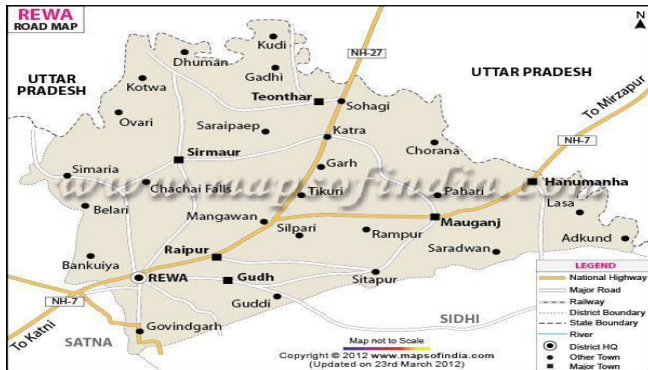 REWA
ROAD MAP
N
Kudi
NH-27
Dhuman
UTTAR
PRADESH
Gadhi
UTTAR PRADESH
Kotwa
Teonthar
Sohagi
To Mirzapur
Ovari
Saraipaep
Katra
NH-7
Chorana
Sirmaur
Garh
Simaria
Hanumanha
www.mapsofindia.com
Chachai Falls
Tikuri
Pahari
Lasa
Belari
Mangawan
Mauganj
Silpari
Rampur
Adkund
Saradwan
Raipur
Bankuiya
REWA
Gudh
Sitapur
NH-7
Guddi
Govindgarh
To Katni
SATNA
SIDHI
LEGEND
National Highway
Major Road
Railway
District Boundary
State Boundary
River
District HQ
Other Town
Major Town
Map not to Scale
Copyright © 2012 www.mapsofindia.com
(Updated on 23rd March 2012)